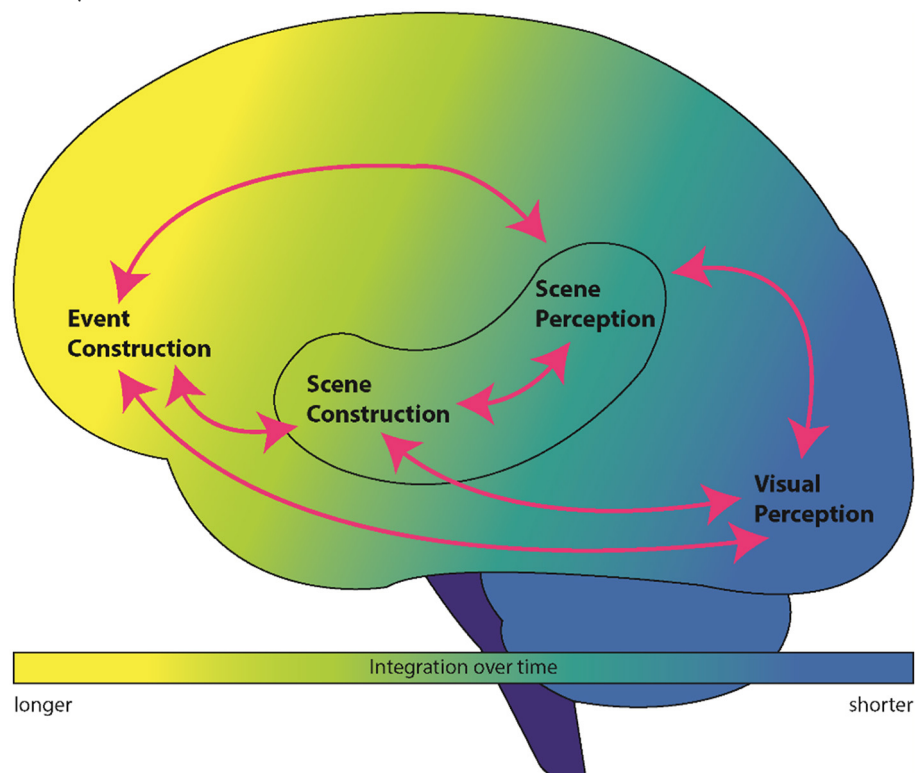 Event
Construction
Scene
Perception
Scene
Construction
Visual
Perception
Integration over time
longer
shorter